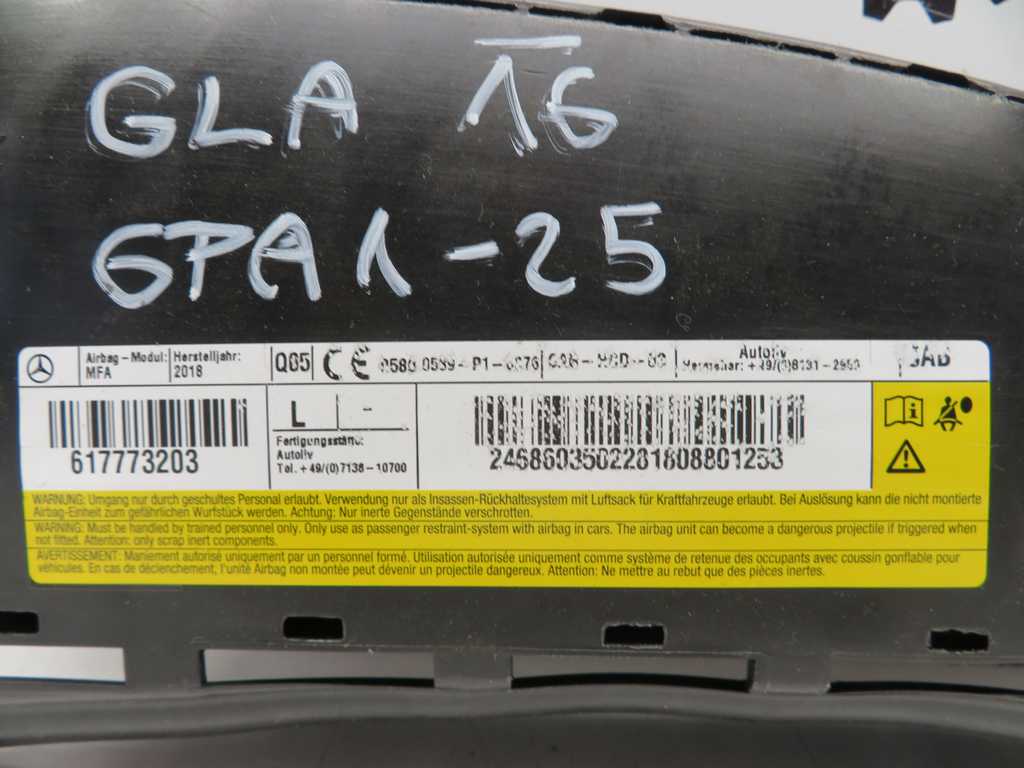 GLA 16
GPA1-25
Airbag-Modul: MFA
Herstelljahr: 2018
Q05
CE
Autoliv
L -
Fertigungsstätte:
Autoliv
Tel. +49/(0)7138-10700
617773203
WARNUNG: Umgang nur durch geschultes Personal erlaubt. Verwendung nur als Insassen-Rückhaltesystem mit Luftsack für Kraftfahrzeuge erlaubt. Bei Auslösung kann die nicht montierte
Airbag-Einheit zum gefährlichen Wurfstück werden. Achtung: Nur inerte Gegenstände verschrotten.
WARNING: Must be handled by trained personnel only. Only use as passenger restraint-system with airbag in cars. The airbag unit can become a dangerous projectile if triggered when
not fitted. Attention: only scrap inert components.
AVERTISSEMENT: Maniement autorisé uniquement par un personnel formé. Utilisation autorisée uniquement comme système de retenue des occupants avec coussin gonflable pour
véhicules. En cas de déclenchement, l'unité Airbag non montée peut dévenir un projectile dangereux. Attention: Ne mettre au rebut que des pièces inertes.